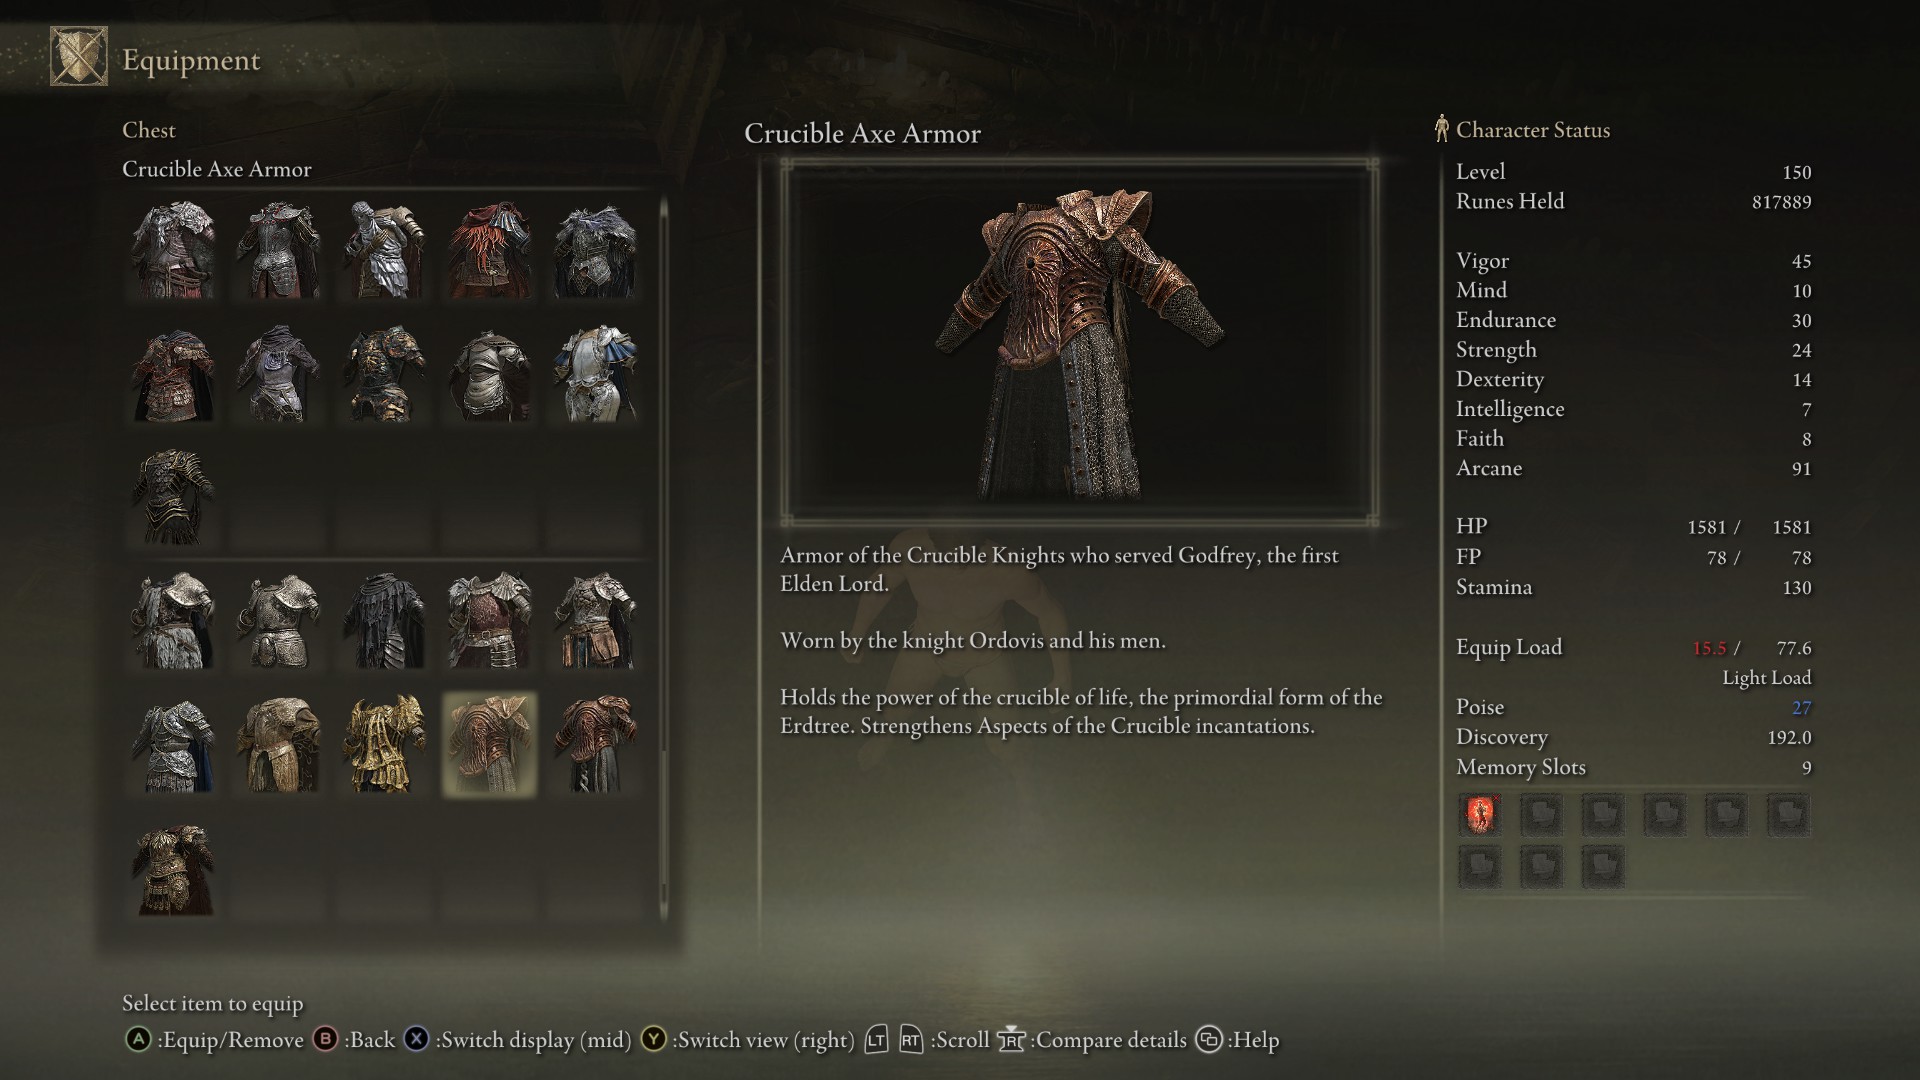 Equipment
Chest
Crucible Axe Armor
Crucible Axe Armor
Armor of the Crucible Knights who served Godfrey, the first
Elden Lord.
Worn by the knight Ordovis and his men.
Holds the power of the crucible of life, the primordial form of the
Erdtree. Strengthens Aspects of the Crucible incantations.
Character Status
Level 150
Runes Held 817889
Vigor 45
Mind 10
Endurance 30
Strength 24
Dexterity 14
Intelligence 7
Faith 8
Arcane 91
HP 1581 / 1581
FP 78 / 78
Stamina 130
Equip Load 15.5 / 77.6
Light Load
Poise 27
Discovery 192.0
Memory Slots 9
Select item to equip
A :Equip/Remove B :Back X :Switch display (mid) Y :Switch view (right) LT RT :Scroll R :Compare details :Help